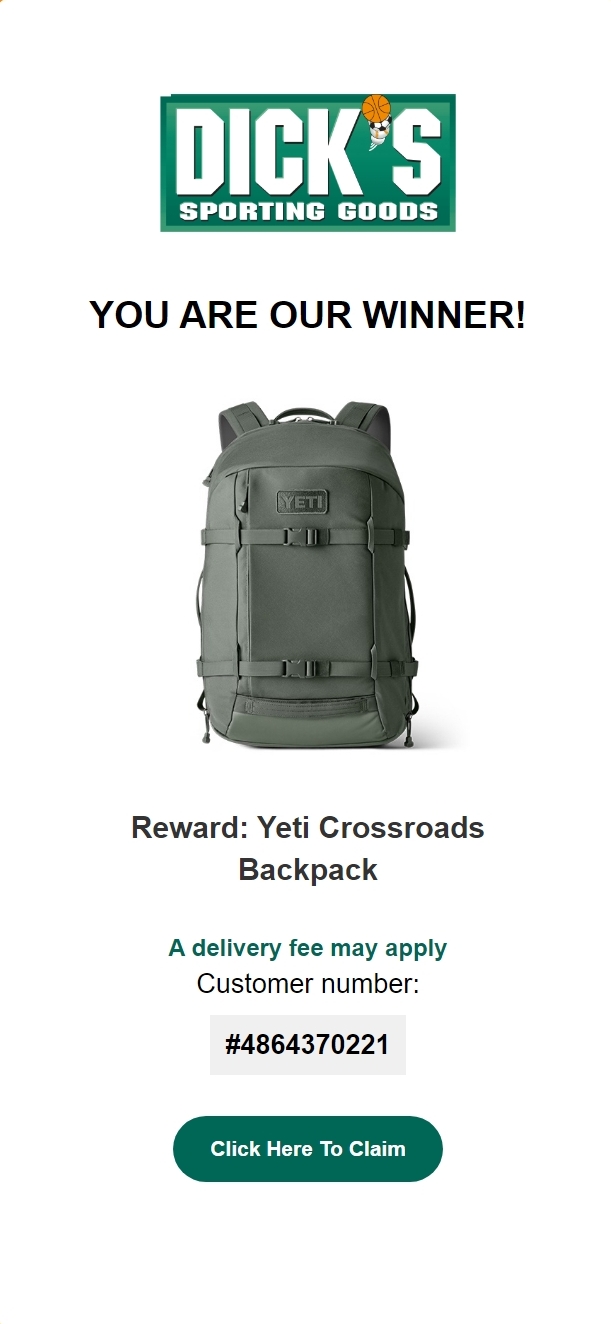 DICK'S
SPORTING GOODS
YOU ARE OUR WINNER!
YETI
Reward: Yeti Crossroads
Backpack
A delivery fee may apply
Customer number:
#4864370221
Click Here To Claim